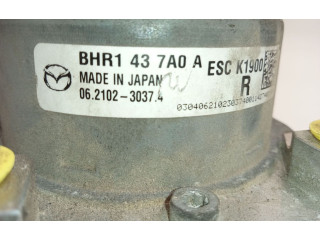 BHR1 43 7A0 A ESC K1900
MADE IN JAPAN
06.2102-3037.4 R